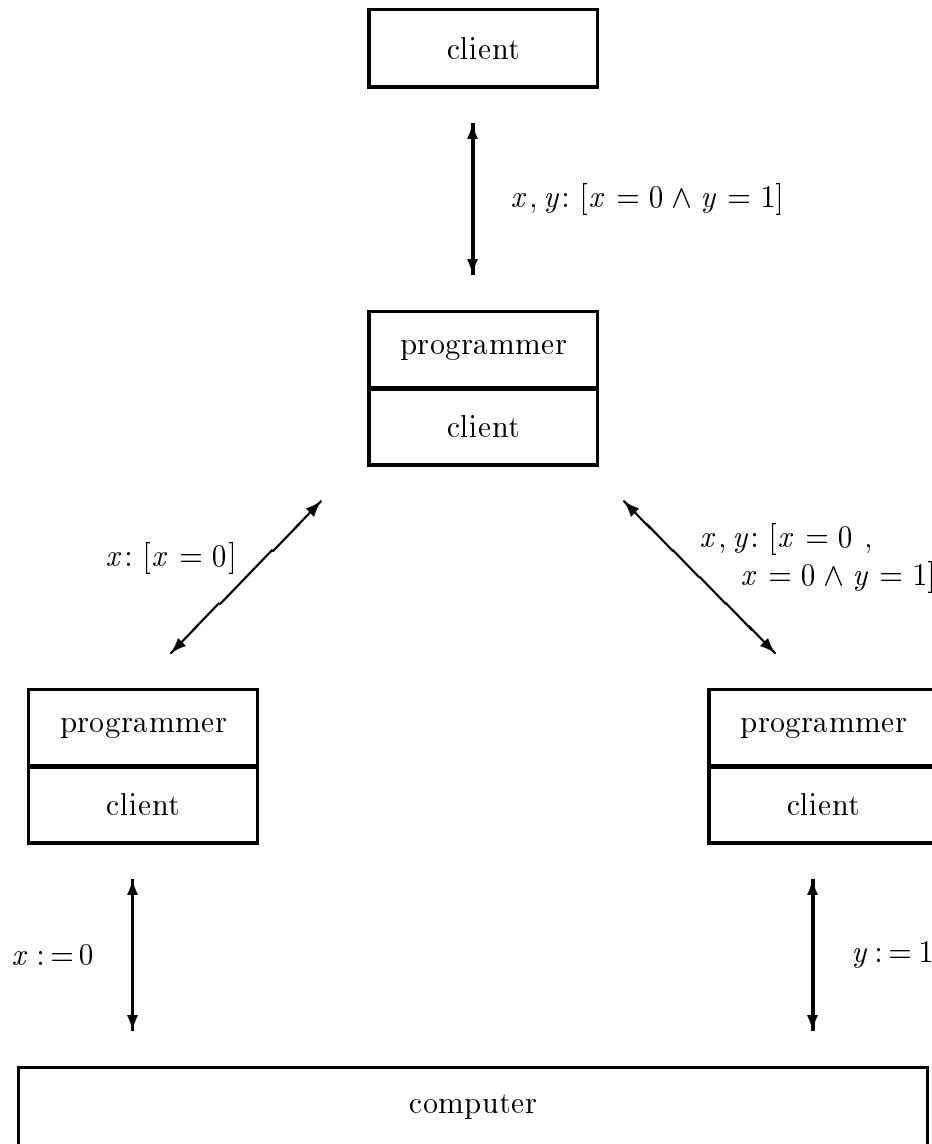 client
x, y: [x = 0 ∧ y = 1]
programmer
client
x: [x = 0]
x, y: [x = 0 ,
x = 0 ∧ y = 1]
programmer
client
programmer
client
x := 0
y := 1
computer